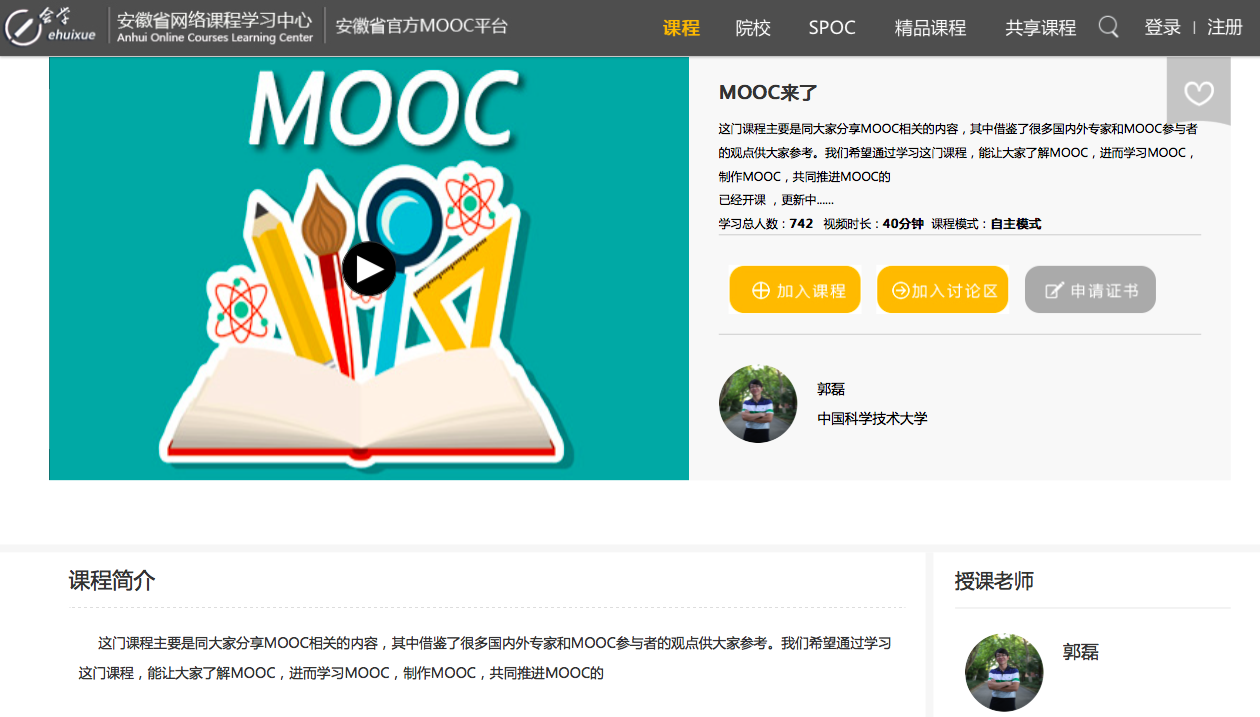 会学
ehuixue
安徽省网络课程学习中心
Anhui Online Courses Learning Center
安徽省官方MOOC平台
课程 院校 SPOC 精品课程 共享课程 登录 | 注册
MOOC
MOOC来了
这门课程主要是同大家分享MOOC相关的内容，其中借鉴了很多国内外专家和MOOC参与者
的观点供大家参考。我们希望通过学习这门课程，能让大家了解MOOC，进而学习MOOC，
制作MOOC，共同推进MOOC的
已经开课 ，更新中......
学习总人数：742 视频时长：40分钟 课程模式：自主模式
加入课程 加入讨论区 申请证书
郭磊
中国科学技术大学
课程简介
这门课程主要是同大家分享MOOC相关的内容，其中借鉴了很多国内外专家和MOOC参与者的观点供大家参考。我们希望通过学习
这门课程，能让大家了解MOOC，进而学习MOOC，制作MOOC，共同推进MOOC的
授课老师
郭磊